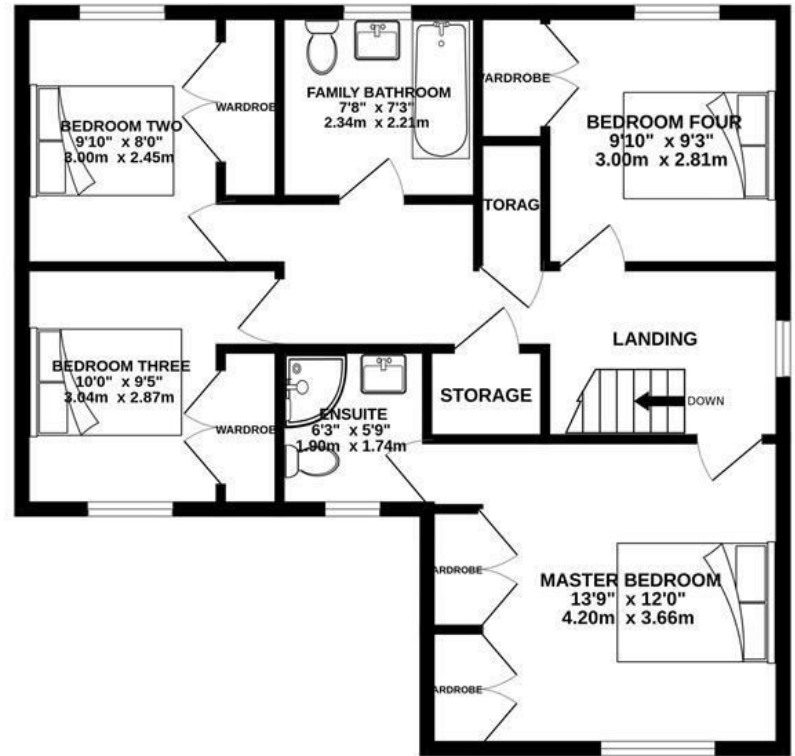 BEDROOM TWO
9'10" x 8'0"
3.00m x 2.45m
WARDROBE
FAMILY BATHROOM
7'8" x 7'3"
2.34m x 2.21m
WARDROBE
BEDROOM FOUR
9'10" x 9'3"
3.00m x 2.81m
TORAG
BEDROOM THREE
10'0" x 9'5"
3.04m x 2.87m
WARDROBE
ENSUITE
6'3" x 5'9"
1.90m x 1.74m
STORAGE
LANDING
DOWN
MASTER BEDROOM
13'9" x 12'0"
4.20m x 3.66m
ARDROBE
ARDROBE